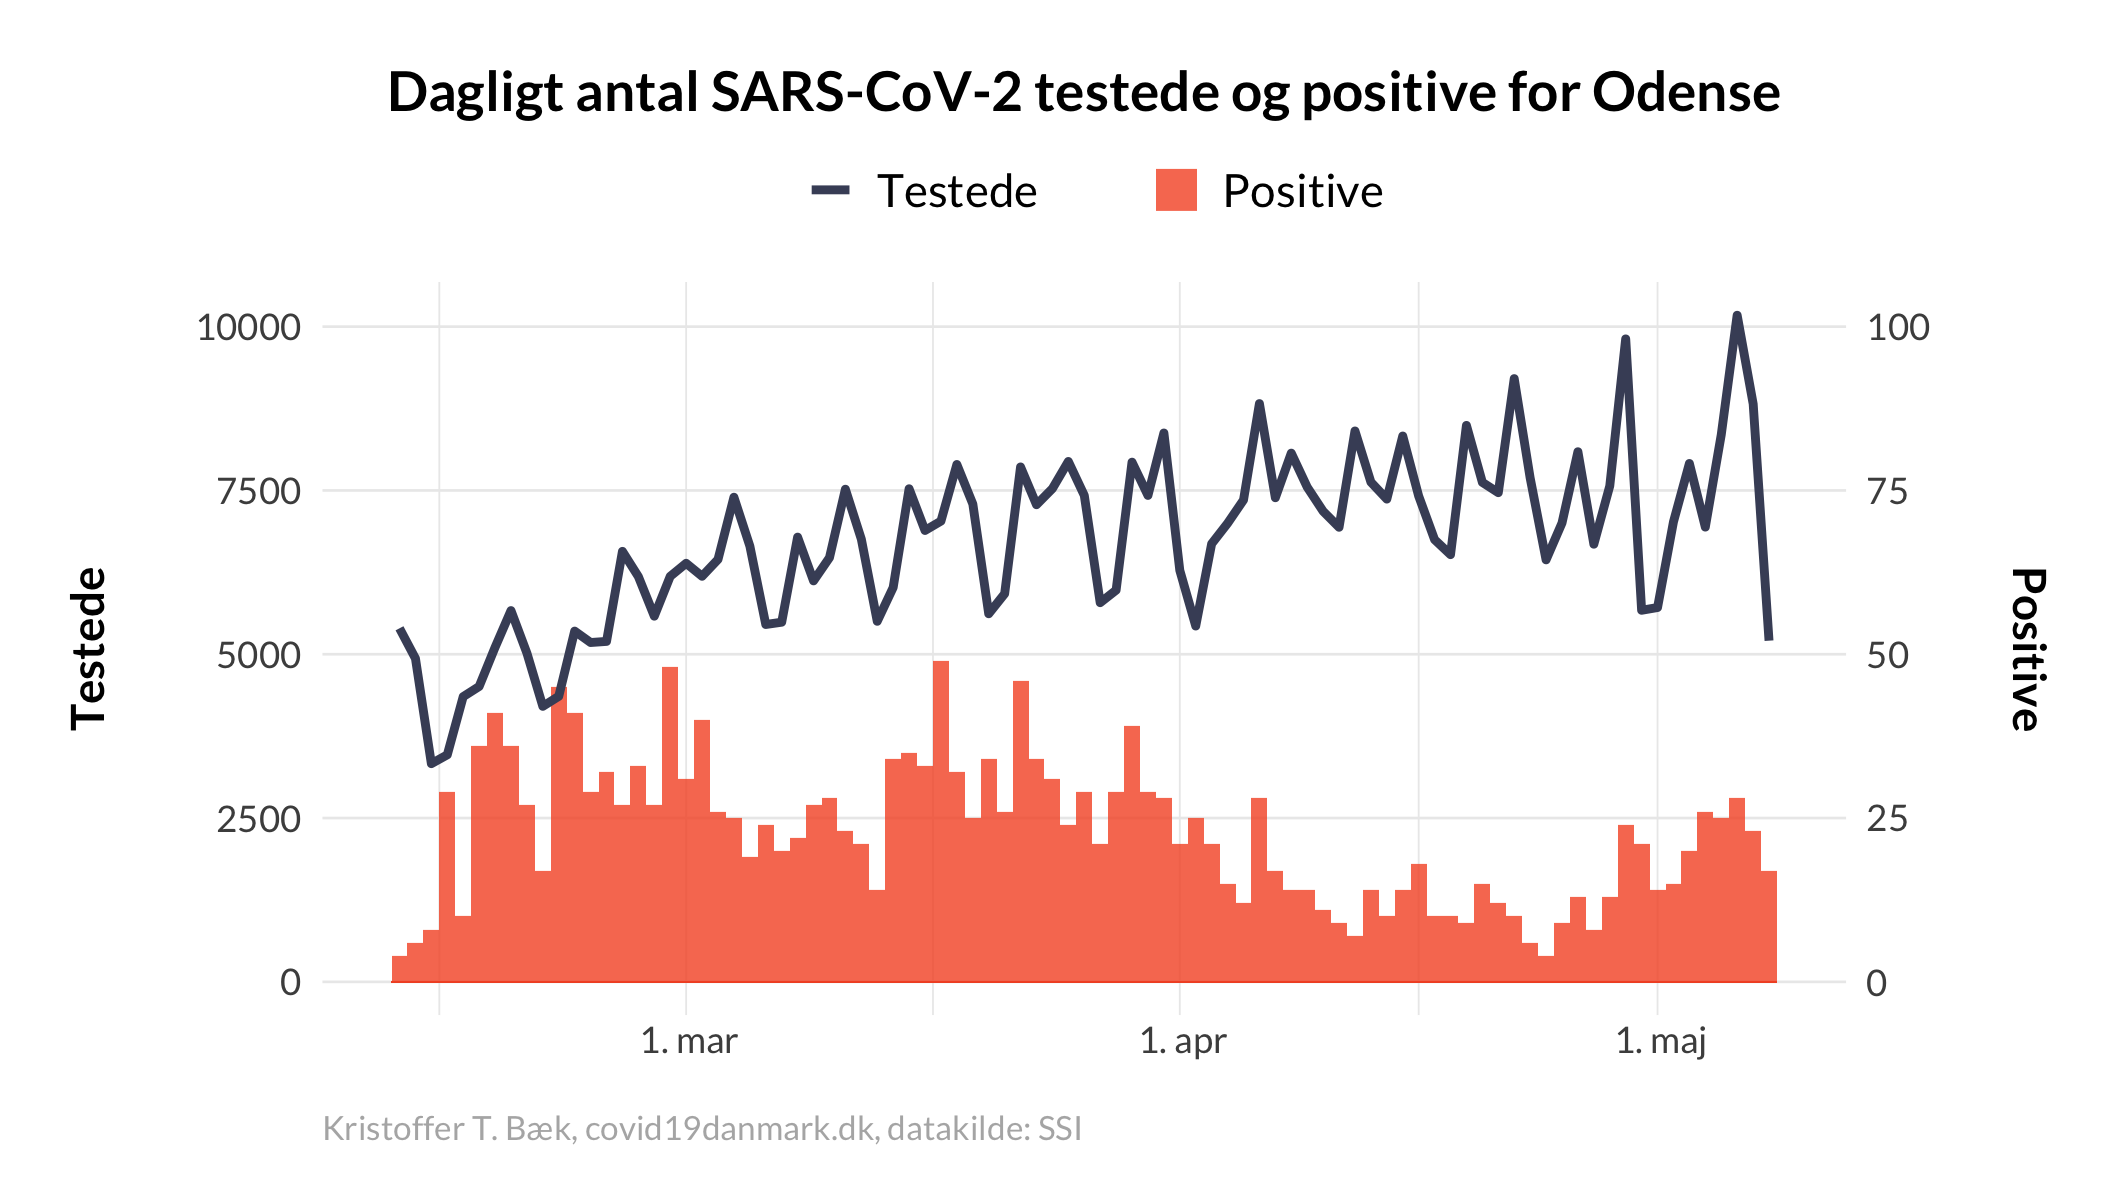 Dagligt antal SARS-CoV-2 testede og positive for Odense
Testede
Positive
10000
7500
5000
2500
0
100
75
50
25
0
Testede
Positive
1. mar
1. apr
1. maj
Kristoffer T. Bæk, covid19danmark.dk, datakilde: SSI